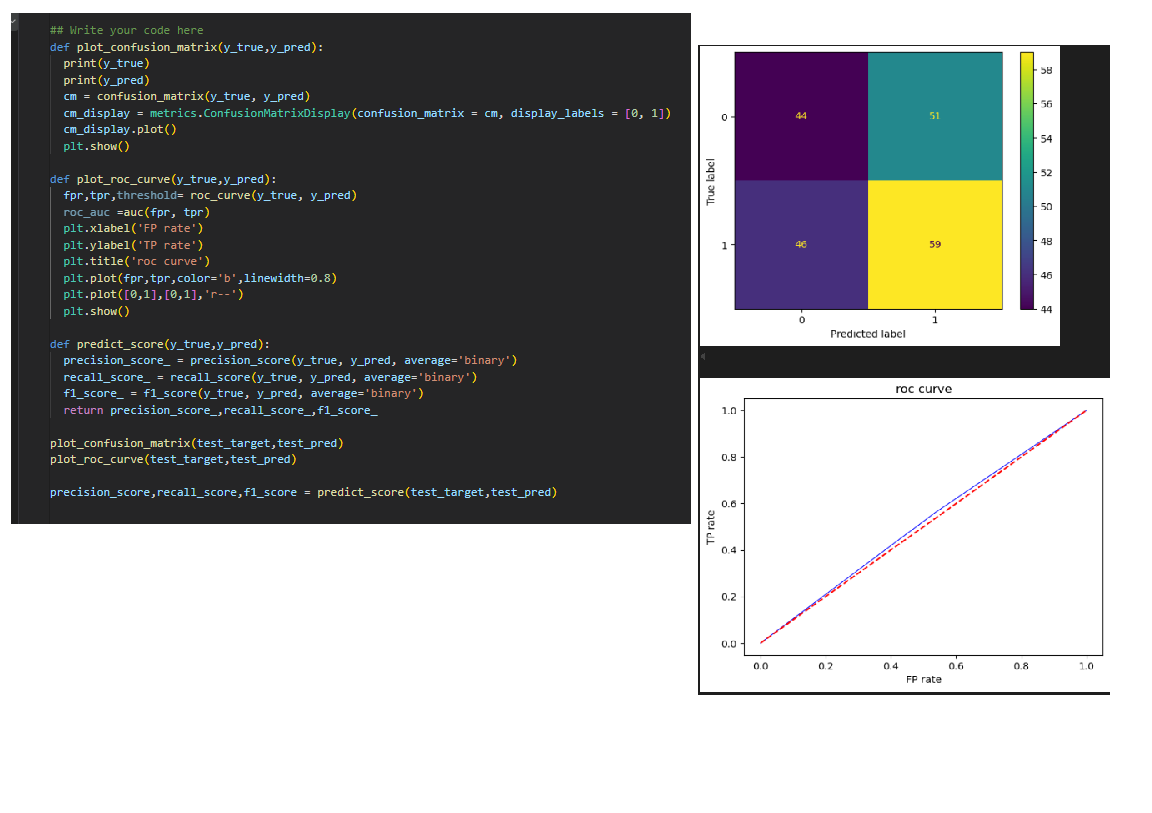 ## Write your code here
def plot_confusion_matrix(y_true,y_pred):
print(y_true)
print(y_pred)
cm = confusion_matrix(y_true, y_pred)
cm_display = metrics.ConfusionMatrixDisplay(confusion_matrix = cm, display_labels = [0, 1])
cm_display.plot()
plt.show()
def plot_roc_curve(y_true,y_pred):
fpr,tpr,threshold= roc_curve(y_true, y_pred)
roc_auc =auc(fpr, tpr)
plt.xlabel('FP rate')
plt.ylabel('TP rate')
plt.title('roc curve')
plt.plot(fpr,tpr,color='b',linewidth=0.8)
plt.plot([0,1],[0,1],'r--')
plt.show()
def predict_score(y_true,y_pred):
precision_score_ = precision_score(y_true, y_pred, average='binary')
recall_score_ = recall_score(y_true, y_pred, average='binary')
f1_score_ = f1_score(y_true, y_pred, average='binary')
return precision_score_,recall_score_,f1_score_
plot_confusion_matrix(test_target,test_pred)
plot_roc_curve(test_target,test_pred)
precision_score,recall_score,f1_score = predict_score(test_target,test_pred)
True label
0
1
44
51
46
59
0
1
Predicted label
58
56
54
52
50
48
46
44
roc curve
TP rate
1.0
0.8
0.6
0.4
0.2
0.0
0.0
0.2
0.4
0.6
0.8
1.0
FP rate